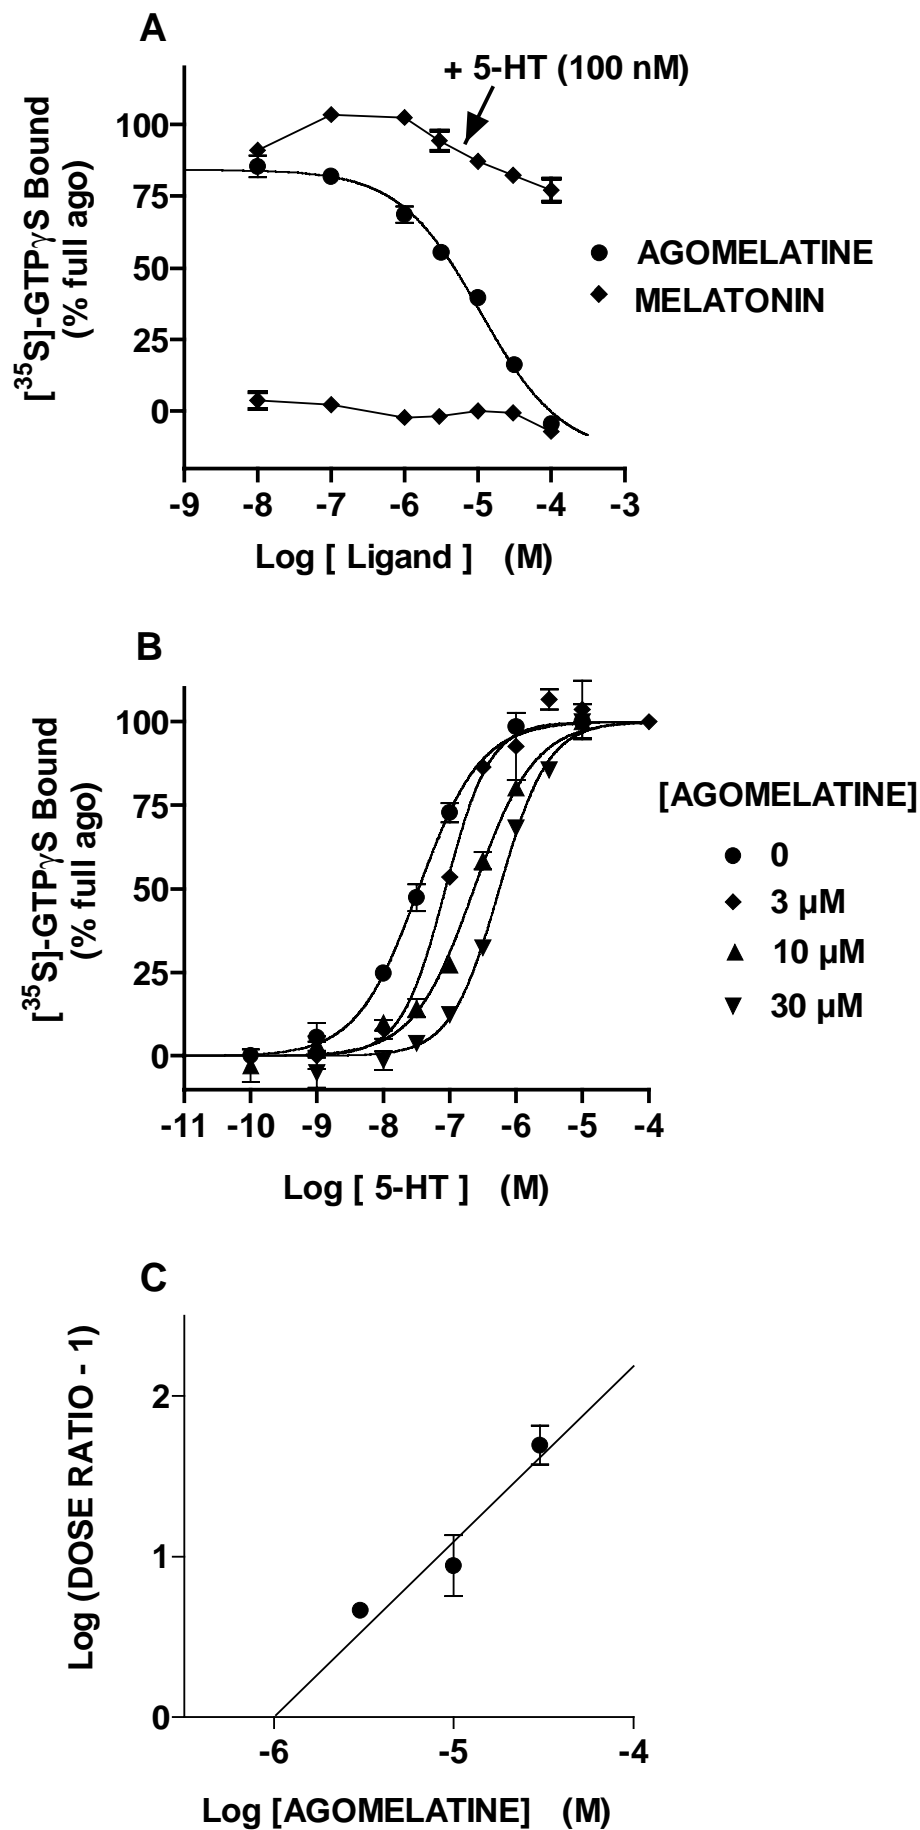 A
+ 5-HT (100 nM)
[³⁵S]-GTPγS Bound
(% full ago)
100
75
50
25
0
AGOMELATINE
MELATONIN
-9 -8 -7 -6 -5 -4 -3
Log [ Ligand ] (M)
B
[³⁵S]-GTPγS Bound
(% full ago)
100
75
50
25
0
[AGOMELATINE]
0
3 µM
10 µM
30 µM
-11 -10 -9 -8 -7 -6 -5 -4
Log [ 5-HT ] (M)
C
Log (DOSE RATIO - 1)
2
1
0
-6 -5 -4
Log [AGOMELATINE] (M)